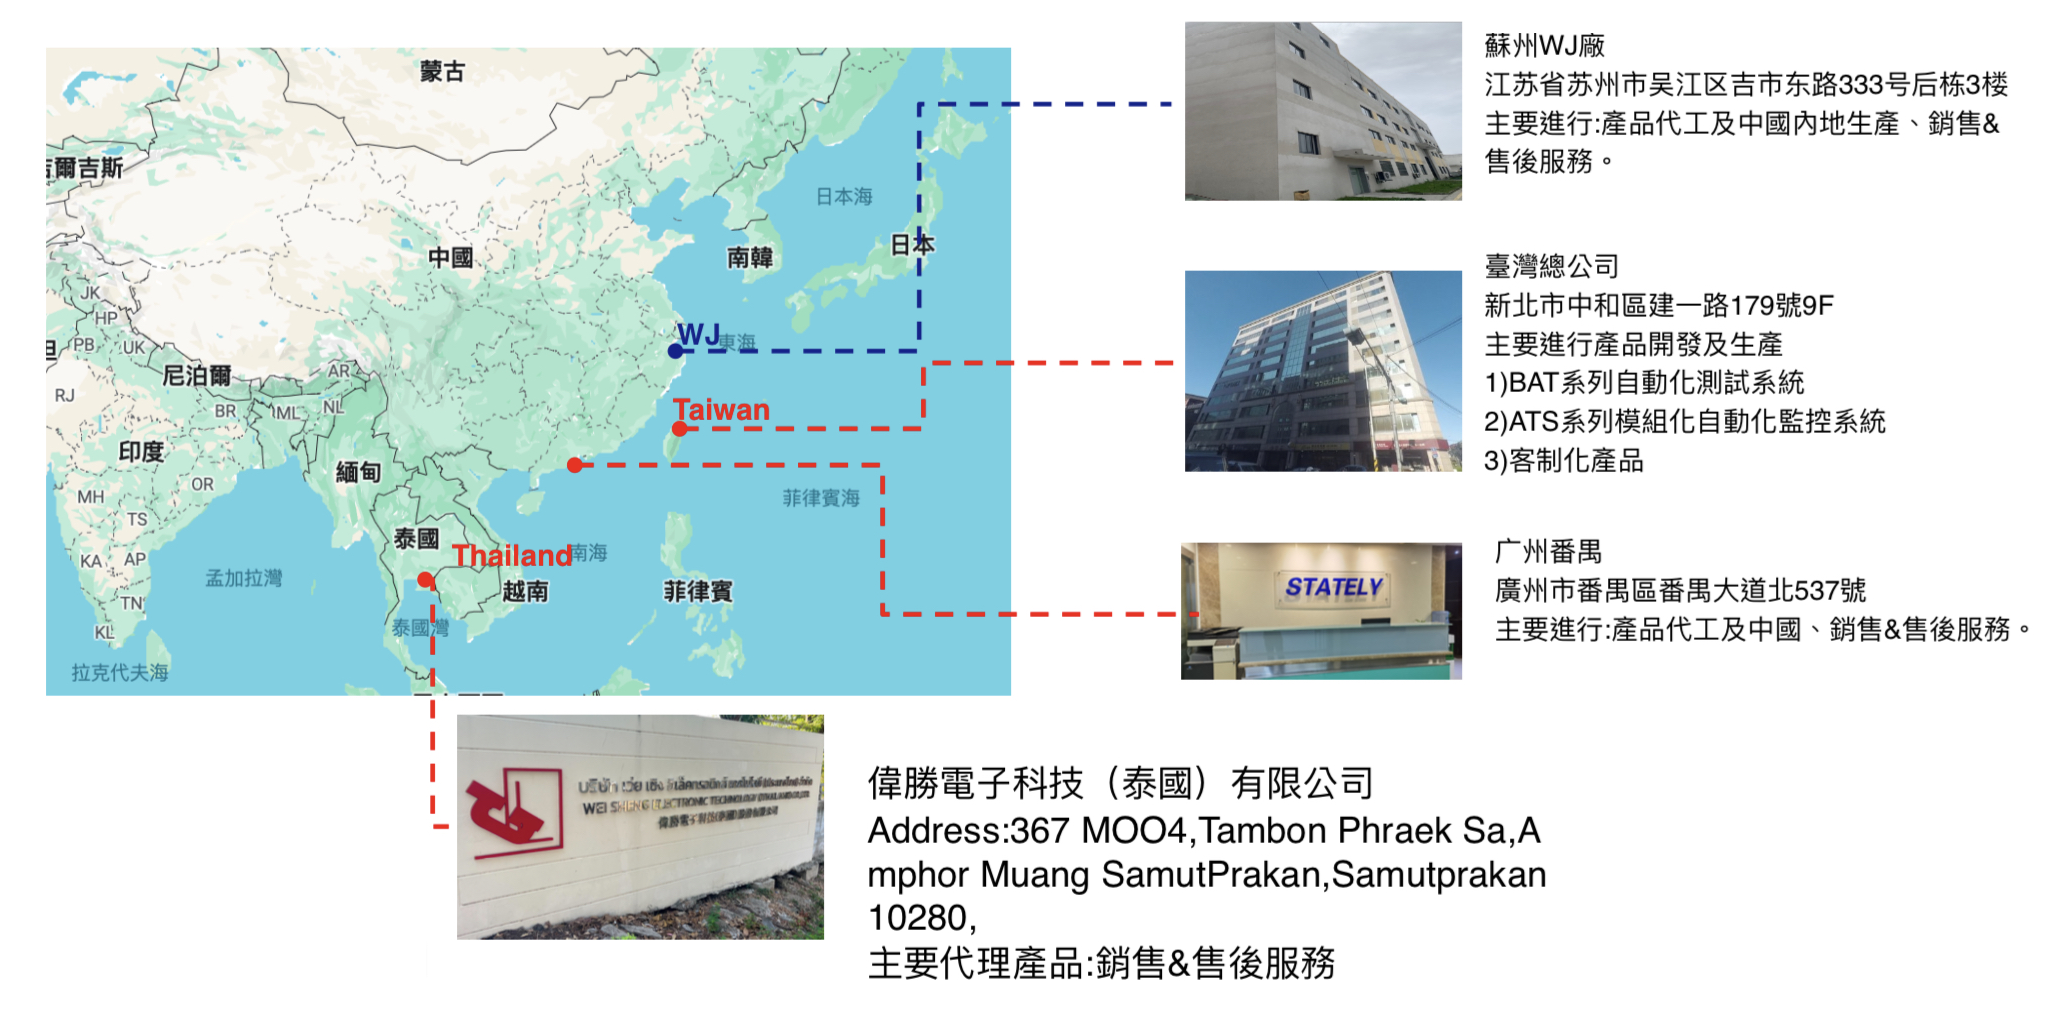 蒙古
吉爾吉斯
日本海
中國
南韓
日本
JK
HP
PB
UK
尼泊爾
AR
RJ
BR
ML
NL
WJ
東海
Taiwan
印度
緬甸
OR
MH
TS
菲律賓海
泰國
Thailand
南海
KA
AP
孟加拉灣
越南
菲律賓
TN
KL
泰國灣
拉克代夫海
蘇州WJ廠
江苏省苏州市吴江区吉市东路333号后栋3楼
主要進行:產品代工及中國內地生產、銷售&
售後服務。
臺灣總公司
新北市中和區建一路179號9F
主要進行產品開發及生產
1)BAT系列自動化測試系統
2)ATS系列模組化自動化監控系統
3)客制化產品
STATELY
广州番禺
廣州市番禺區番禺大道北537號
主要進行:產品代工及中國、銷售&售後服務。
WEI SHENG ELECTRONIC TECHNOLOGY (THAILAND) CO.,LTD.
偉勝電子科技(泰國)股份有限公司
偉勝電子科技（泰國）有限公司
Address:367 MOO4,Tambon Phraek Sa,A
mphor Muang SamutPrakan,Samutprakan
10280,
主要代理產品:銷售&售後服務